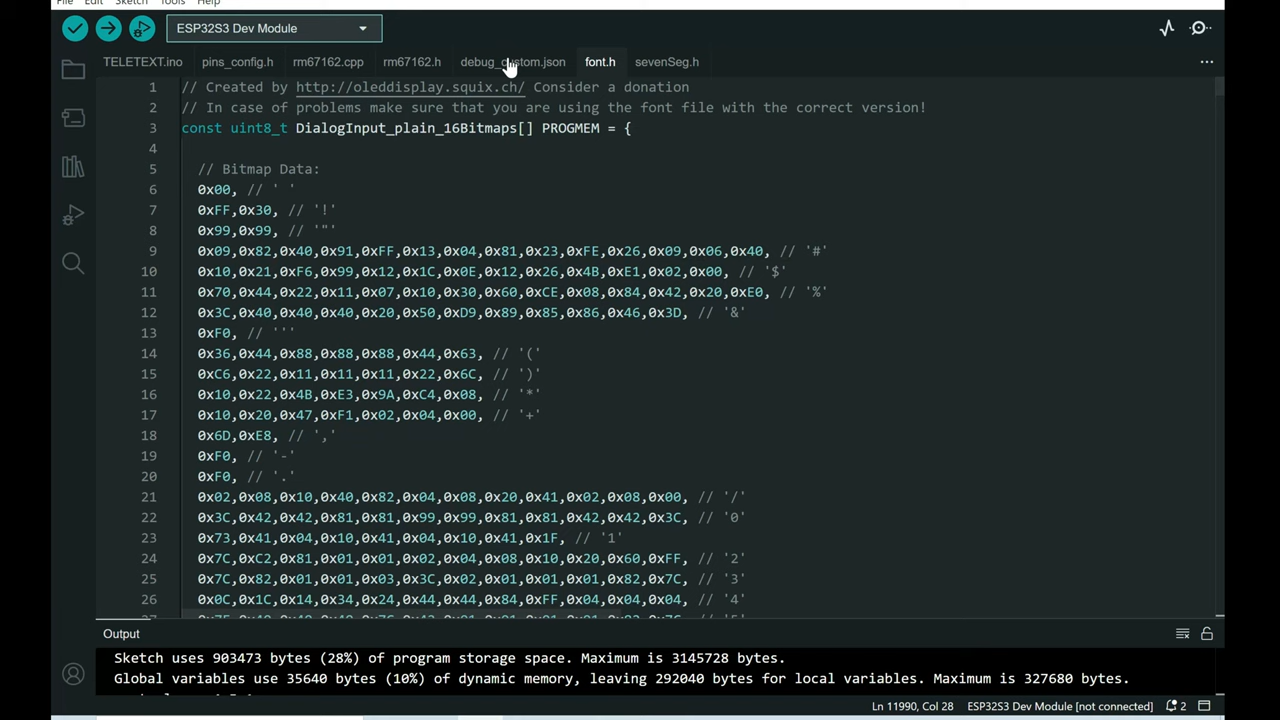 File Edit Sketch Tools Help
ESP32S3 Dev Module
TELETEXT.ino pins_config.h rm67162.cpp rm67162.h debug_custom.json font.h sevenSeg.h
1 // Created by http://oleddisplay.squix.ch/ Consider a donation
2 // In case of problems make sure that you are using the font file with the correct version!
3 const uint8_t DialogInput_plain_16Bitmaps[] PROGMEM = {
4
5 // Bitmap Data:
6 0x00, // ' '
7 0xFF,0x30, // '!'
8 0x99,0x99, // '"'
9 0x09,0x82,0x40,0x91,0xFF,0x13,0x04,0x81,0x23,0xFE,0x26,0x09,0x06,0x40, // '#'
10 0x10,0x21,0xF6,0x99,0x12,0x1C,0x0E,0x12,0x26,0x4B,0xE1,0x02,0x00, // '$'
11 0x70,0x44,0x22,0x11,0x07,0x10,0x30,0x60,0xCE,0x08,0x84,0x42,0x20,0xE0, // '%'
12 0x3C,0x40,0x40,0x40,0x20,0x50,0xD9,0x89,0x85,0x86,0x46,0x3D, // '&'
13 0xF0, // '''
14 0x36,0x44,0x88,0x88,0x88,0x44,0x63, // '('
15 0xC6,0x22,0x11,0x11,0x11,0x22,0x6C, // ')'
16 0x10,0x22,0x4B,0xE3,0x9A,0xC4,0x08, // '*'
17 0x10,0x20,0x47,0xF1,0x02,0x04,0x00, // '+'
18 0x6D,0xE8, // ','
19 0xF0, // '-'
20 0xF0, // '.'
21 0x02,0x08,0x10,0x40,0x82,0x04,0x08,0x20,0x41,0x02,0x08,0x00, // '/'
22 0x3C,0x42,0x42,0x81,0x81,0x99,0x99,0x81,0x81,0x42,0x42,0x3C, // '0'
23 0x73,0x41,0x04,0x10,0x41,0x04,0x10,0x41,0x1F, // '1'
24 0x7C,0xC2,0x81,0x01,0x01,0x02,0x04,0x08,0x10,0x20,0x60,0xFF, // '2'
25 0x7C,0x82,0x01,0x01,0x03,0x3C,0x02,0x01,0x01,0x01,0x82,0x7C, // '3'
26 0x0C,0x1C,0x14,0x34,0x24,0x44,0x44,0x84,0xFF,0x04,0x04,0x04, // '4'
Output
Sketch uses 903473 bytes (28%) of program storage space. Maximum is 3145728 bytes.
Global variables use 35640 bytes (10%) of dynamic memory, leaving 292040 bytes for local variables. Maximum is 327680 bytes.
Ln 11990, Col 28 ESP32S3 Dev Module [not connected] 2